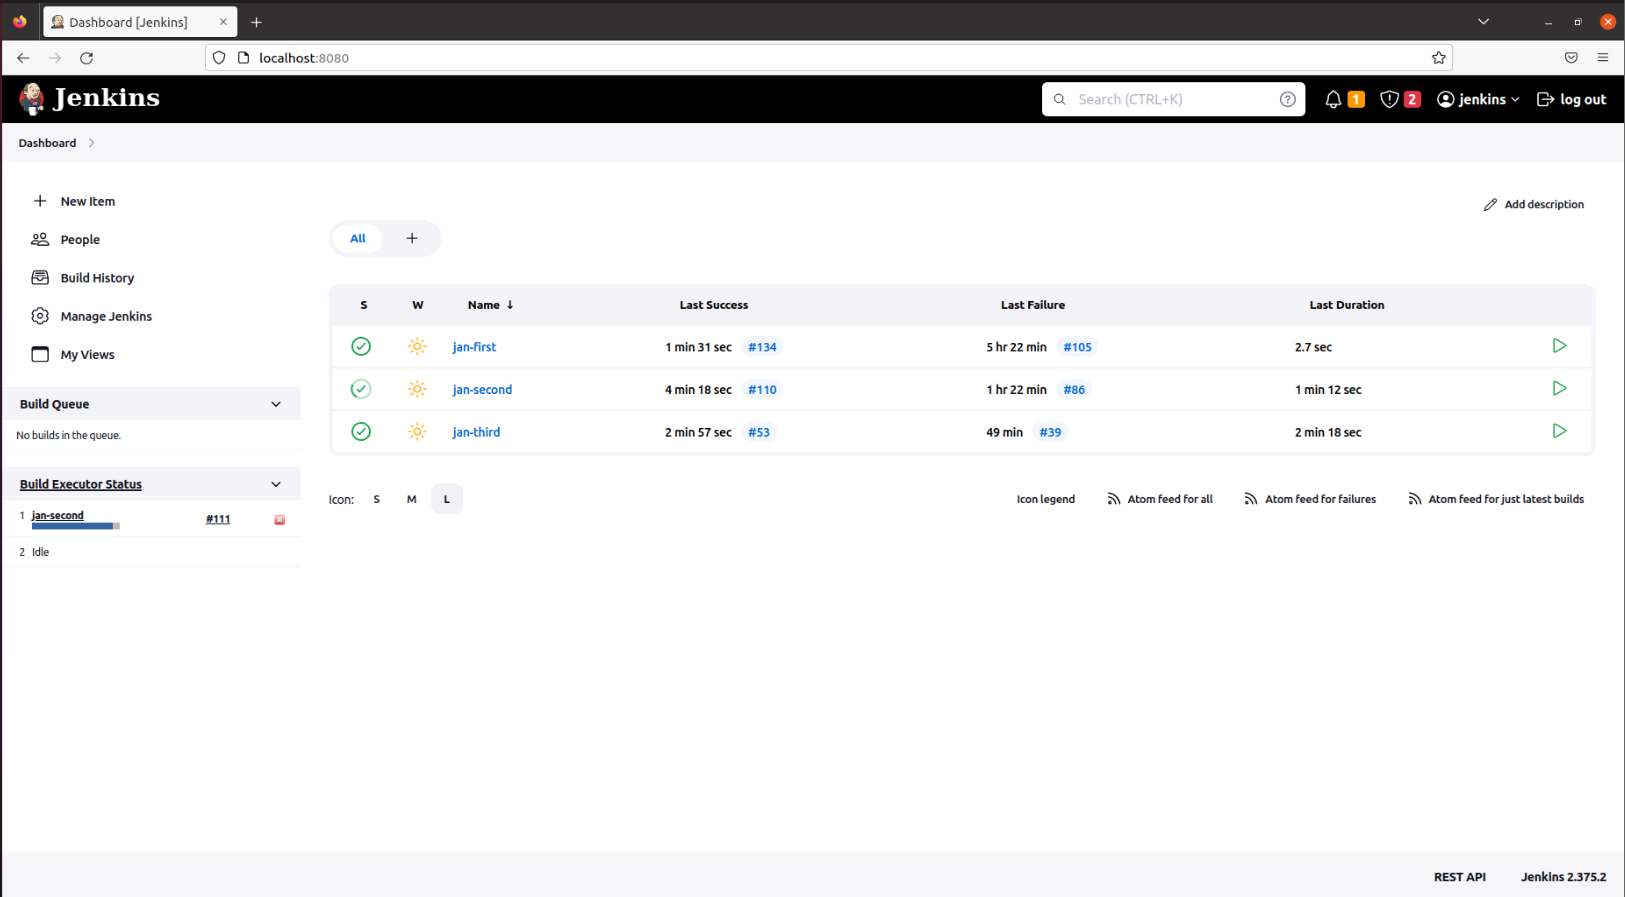 Dashboard [Jenkins]
localhost:8080
Jenkins
Search (CTRL+K)
1
2
jenkins
log out
Dashboard
New Item
People
Build History
Manage Jenkins
My Views
Build Queue
No builds in the queue.
Build Executor Status
1 jan-second #111
2 Idle
Add description
All +
S W Name ↓ Last Success Last Failure Last Duration
jan-first 1 min 31 sec #134 5 hr 22 min #105 2.7 sec
jan-second 4 min 18 sec #110 1 hr 22 min #86 1 min 12 sec
jan-third 2 min 57 sec #53 49 min #39 2 min 18 sec
Icon: S M L
Icon legend Atom feed for all Atom feed for failures Atom feed for just latest builds
REST API Jenkins 2.375.2